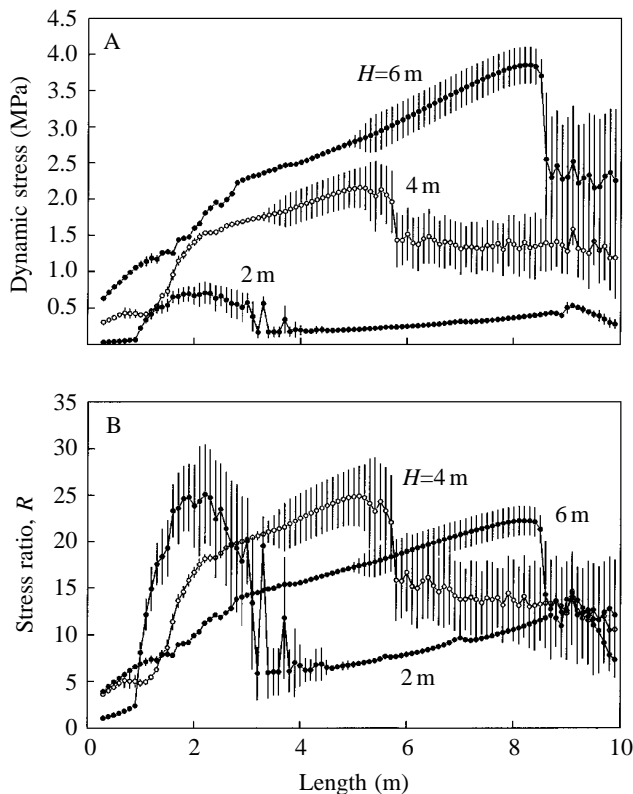 A
4.5
4.0
3.5
3.0
2.5
2.0
1.5
1.0
0.5
Dynamic stress (MPa)
H=6 m
4 m
2 m
B
35
30
25
20
15
10
5
0
Stress ratio, R
H=4 m
6 m
2 m
0 2 4 6 8 10
Length (m)